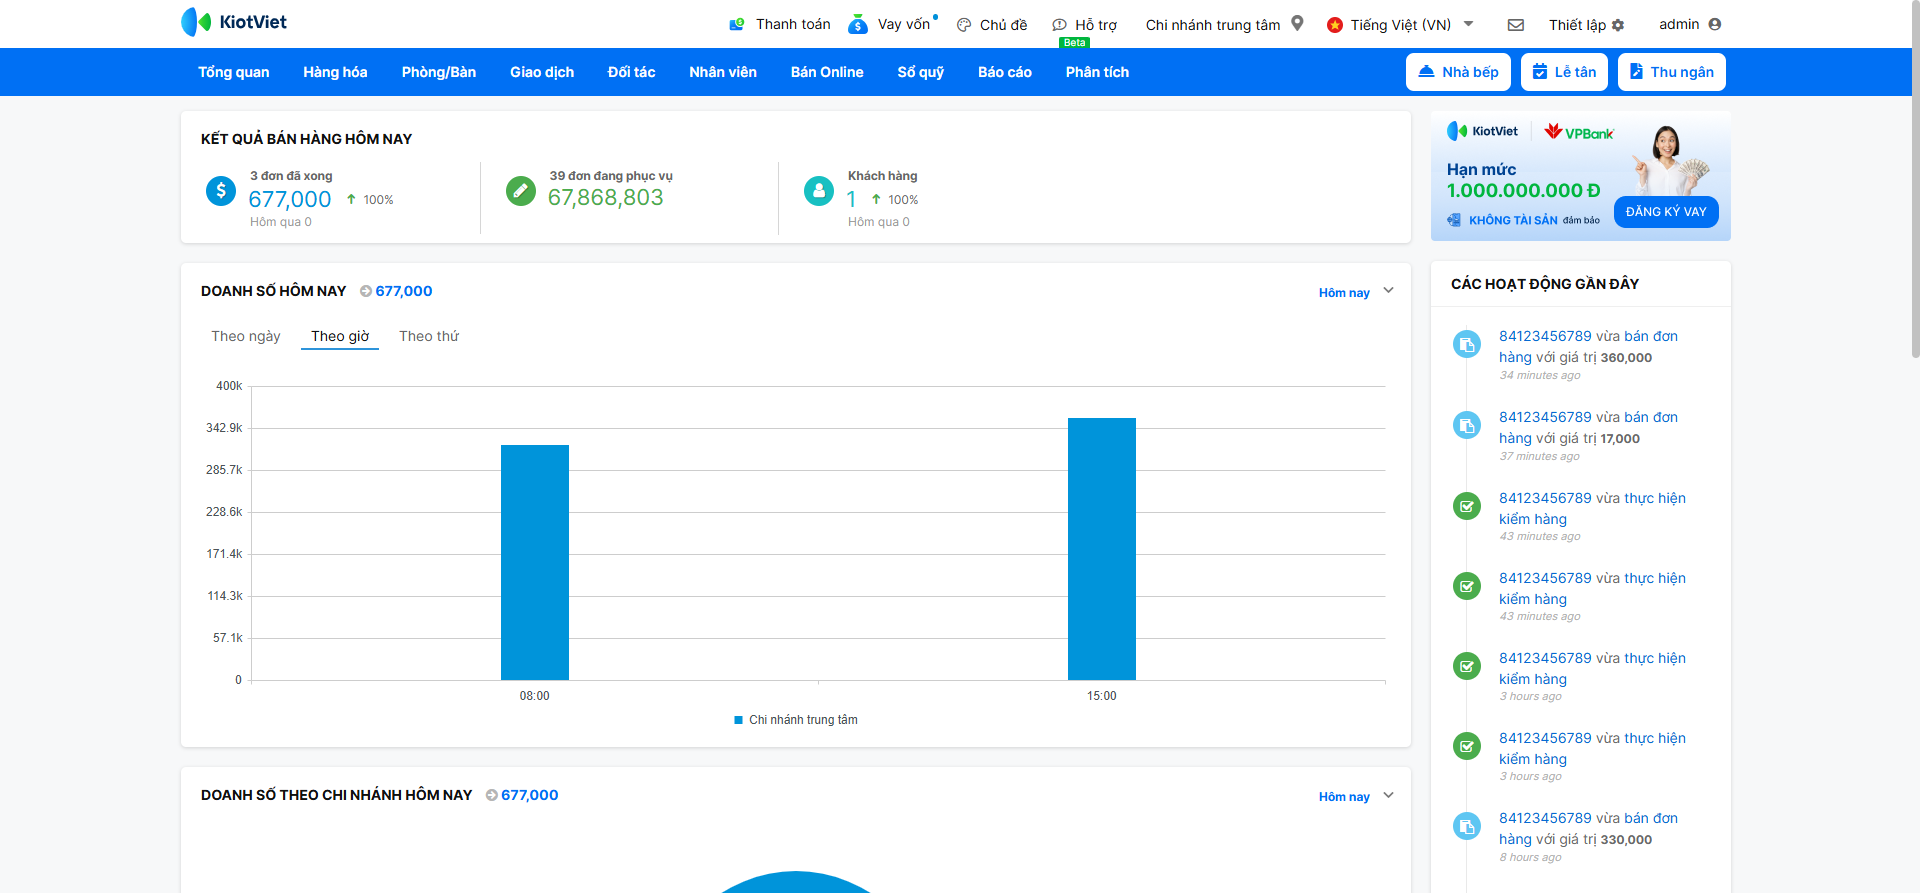 KiotViet
Thanh toán
Vay vốn
Chủ đề
Hỗ trợ
Beta
Chi nhánh trung tâm
Tiếng Việt (VN)
Thiết lập
admin
Tổng quan
Hàng hóa
Phòng/Bàn
Giao dịch
Đối tác
Nhân viên
Bán Online
Sổ quỹ
Báo cáo
Phân tích
Nhà bếp
Lễ tân
Thu ngân
KẾT QUẢ BÁN HÀNG HÔM NAY
3 đơn đã xong
677,000
100%
Hôm qua 0
39 đơn đang phục vụ
67,868,803
Khách hàng
1
100%
Hôm qua 0
KiotViet
VPBank
Hạn mức
1.000.000.000 Đ
KHÔNG TÀI SẢN đảm bảo
ĐĂNG KÝ VAY
DOANH SỐ HÔM NAY
677,000
Hôm nay
Theo ngày
Theo giờ
Theo thứ
400k
342.9k
285.7k
228.6k
171.4k
114.3k
57.1k
0
08:00
15:00
Chi nhánh trung tâm
DOANH SỐ THEO CHI NHÁNH HÔM NAY
677,000
Hôm nay
CÁC HOẠT ĐỘNG GẦN ĐÂY
84123456789 vừa bán đơn
hàng với giá trị 360,000
34 minutes ago
84123456789 vừa bán đơn
hàng với giá trị 17,000
37 minutes ago
84123456789 vừa thực hiện
kiểm hàng
43 minutes ago
84123456789 vừa thực hiện
kiểm hàng
43 minutes ago
84123456789 vừa thực hiện
kiểm hàng
3 hours ago
84123456789 vừa thực hiện
kiểm hàng
3 hours ago
84123456789 vừa bán đơn
hàng với giá trị 330,000
8 hours ago